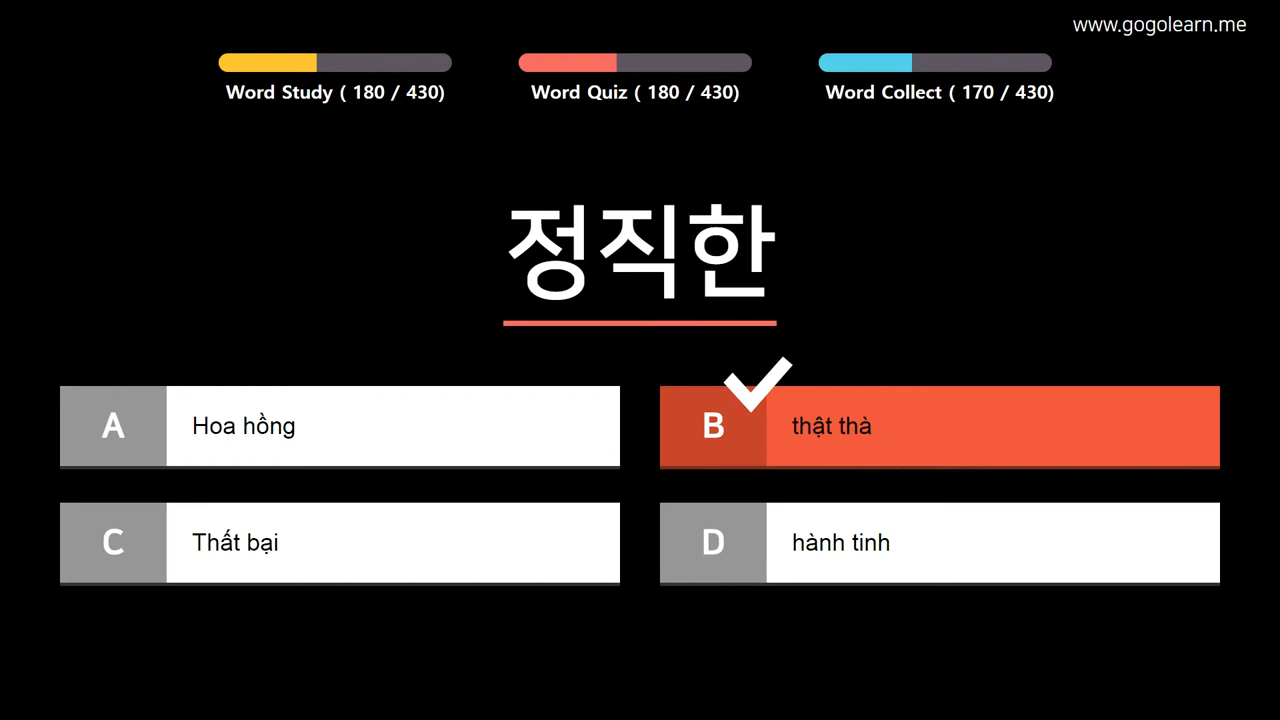 www.gogolearn.me
Word Study ( 180 / 430)
Word Quiz ( 180 / 430)
Word Collect ( 170 / 430)
정직한
A
Hoa hồng
B
thật thà
C
Thất bại
D
hành tinh